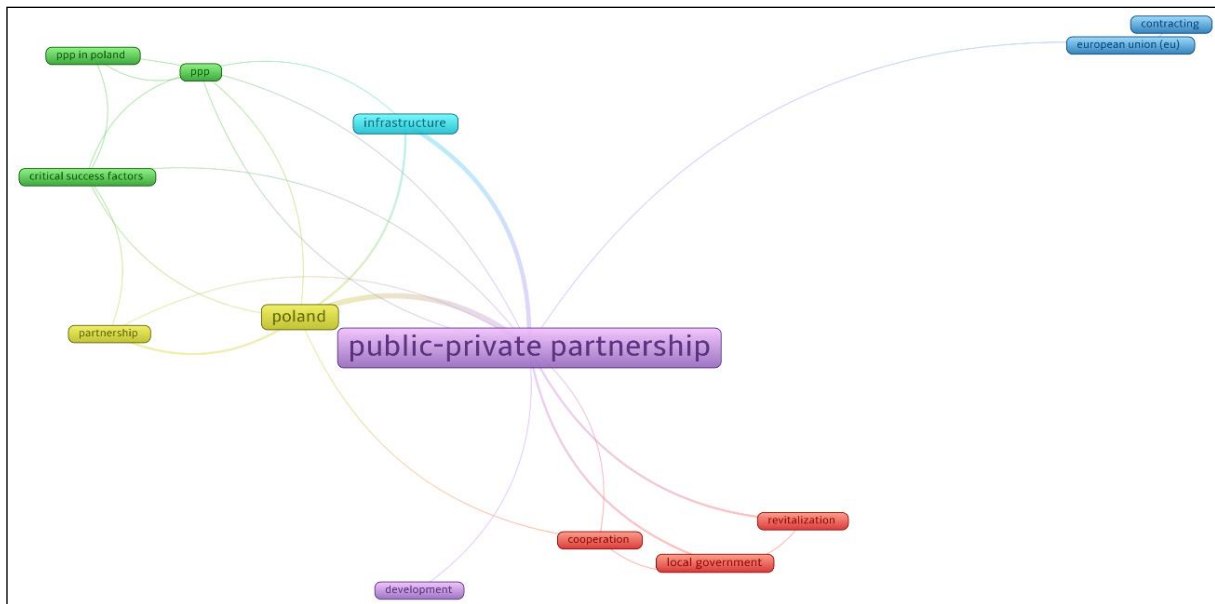 contracting
european union (eu)
ppp in poland
ppp
infrastructure
critical success factors
poland
partnership
public-private partnership
revitalization
cooperation
local government
development